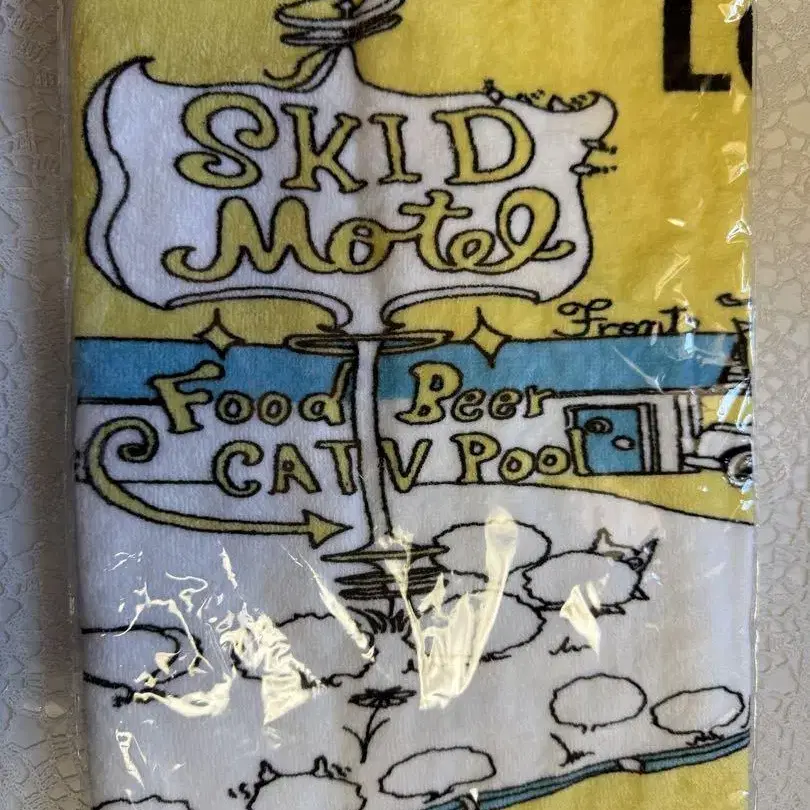 L
SKID
Motel
Front
Food Beer
CATV Pool